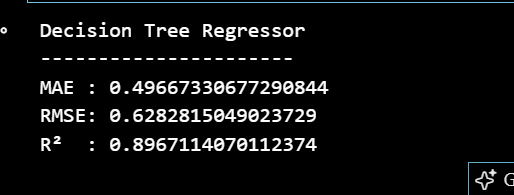 Decision Tree Regressor
-----------------------
MAE : 0.49667330677290844
RMSE: 0.6282815049023729
R²  : 0.8967114070112374
G